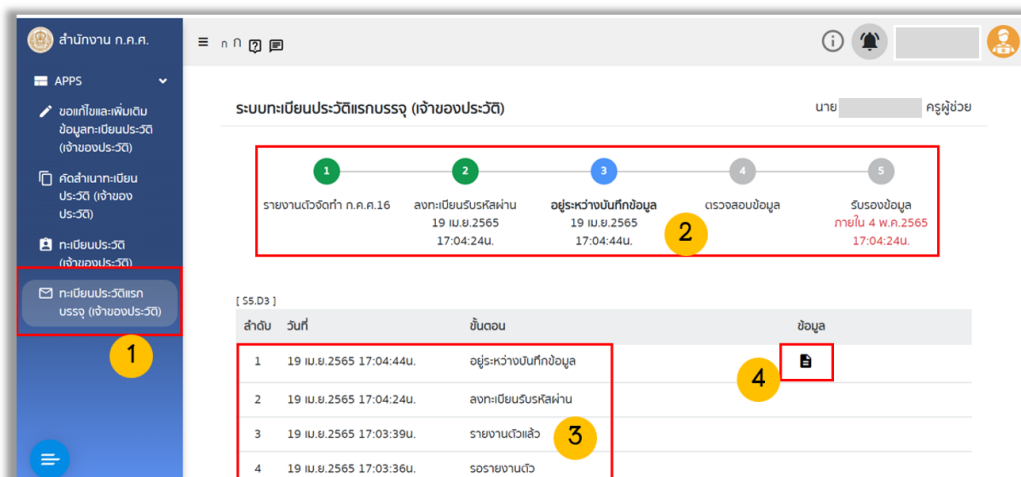 สำนักงาน ก.ค.ศ.
ก ก
APPS
ขอแก้ไขและเพิ่มเติม
ข้อมูลทะเบียนประวัติ
(เจ้าของประวัติ)
คัดสำเนาทะเบียน
ประวัติ (เจ้าของ
ประวัติ)
ทะเบียนประวัติ
(เจ้าของประวัติ)
ทะเบียนประวัติแรก
บรรจุ (เจ้าของประวัติ)
1
ระบบทะเบียนประวัติแรกบรรจุ (เจ้าของประวัติ)
นาย ครูผู้ช่วย
1 2 3 4 5
รายงานตัวจัดทำ ก.ค.ศ.16 ลงทะเบียนรับรหัสผ่าน อยู่ระหว่างบันทึกข้อมูล ตรวจสอบข้อมูล รับรองข้อมูล
19 เม.ย.2565 19 เม.ย.2565 ภายใน 4 พ.ค.2565
17:04:24น. 17:04:44น. 17:04:24น.
2
[ S5.D3 ]
ลำดับ วันที่ ขั้นตอน ข้อมูล
1 19 เม.ย.2565 17:04:44น. อยู่ระหว่างบันทึกข้อมูล
4
2 19 เม.ย.2565 17:04:24น. ลงทะเบียนรับรหัสผ่าน
3 19 เม.ย.2565 17:03:39น. รายงานตัวแล้ว
3
4 19 เม.ย.2565 17:03:36น. รอรายงานตัว